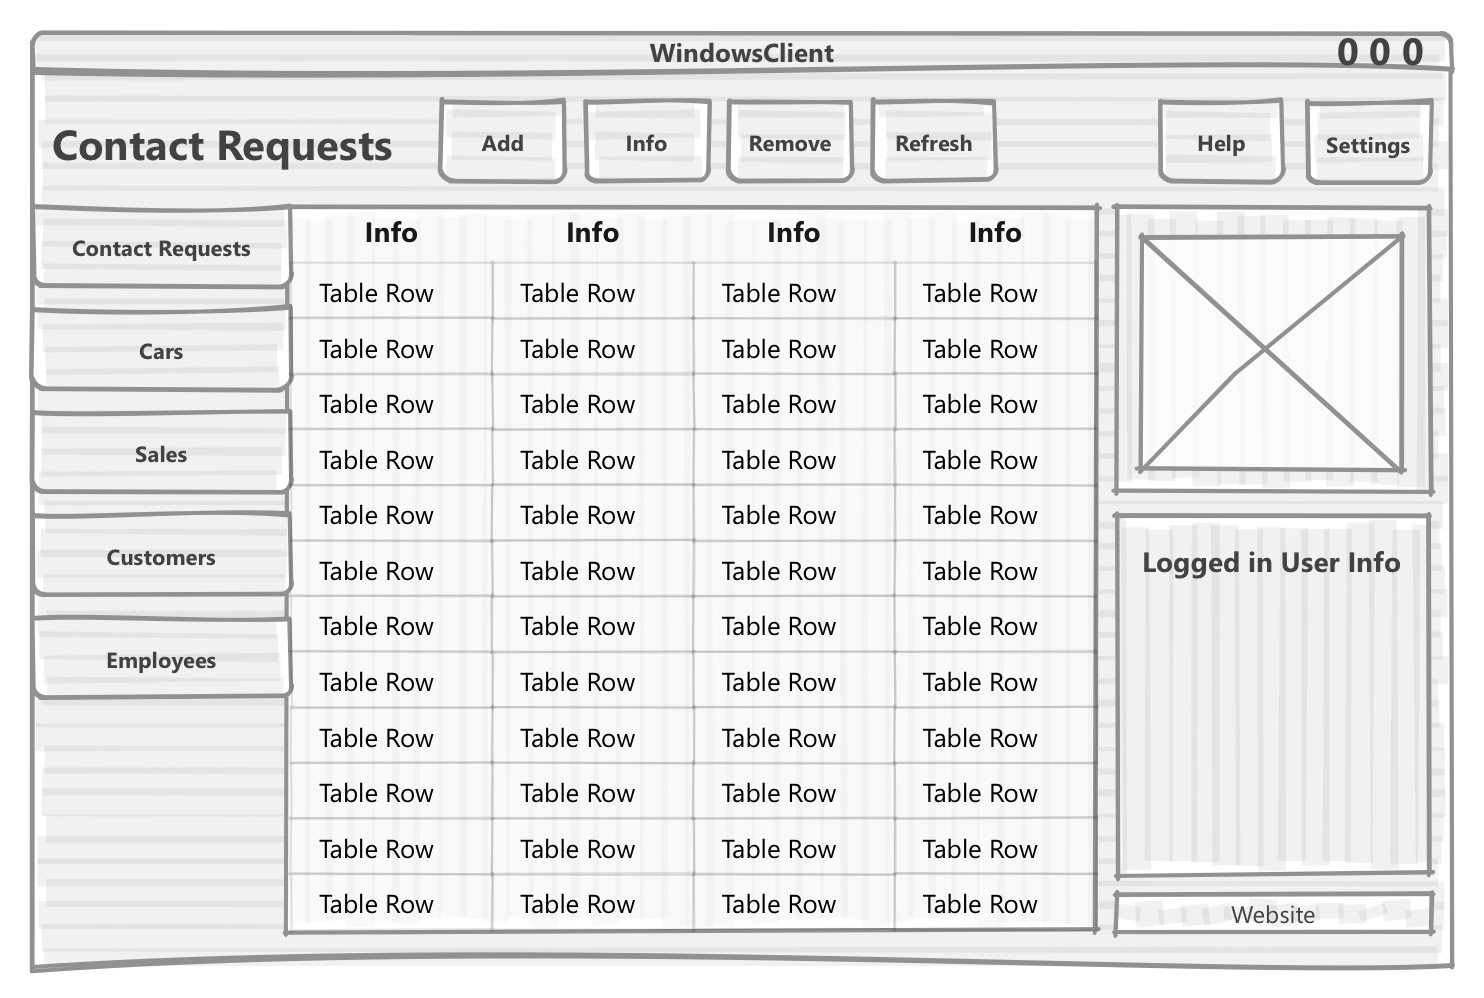 WindowsClient
0 0 0
Contact Requests
Add
Info
Remove
Refresh
Help
Settings
Contact Requests
Cars
Sales
Customers
Employees
Info Info Info Info
Table Row Table Row Table Row Table Row
Table Row Table Row Table Row Table Row
Table Row Table Row Table Row Table Row
Table Row Table Row Table Row Table Row
Table Row Table Row Table Row Table Row
Table Row Table Row Table Row Table Row
Table Row Table Row Table Row Table Row
Table Row Table Row Table Row Table Row
Table Row Table Row Table Row Table Row
Table Row Table Row Table Row Table Row
Table Row Table Row Table Row Table Row
Table Row Table Row Table Row Table Row
Logged in User Info
Website